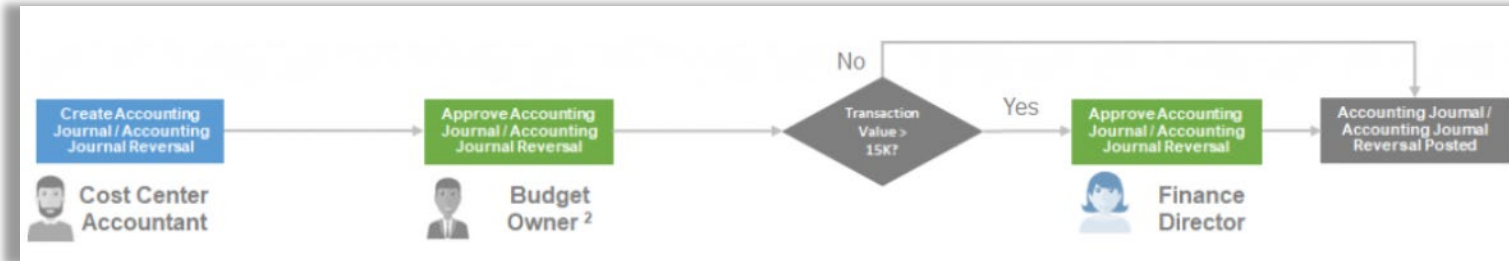 No
Create Accounting
Journal / Accounting
Journal Reversal
Approve Accounting
Journal / Accounting
Journal Reversal
Transaction
Value >
15K?
Yes
Approve Accounting
Journal / Accounting
Journal Reversal
Accounting Journal /
Accounting Journal
Reversal Posted
Cost Center
Accountant
Budget
Owner ²
Finance
Director